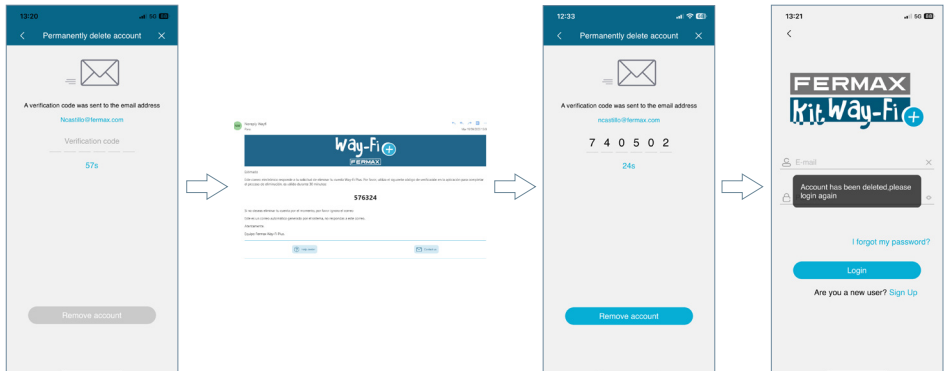 13:20
5G
Permanently delete account
A verification code was sent to the email address
Ncastillo@fermax.com
Verification code
57s
Remove account
Way-Fi
FERMAX
576324
12:33
Permanently delete account
A verification code was sent to the email address
ncastillo@fermax.com
7 4 0 5 0 2
24s
Remove account
13:21
5G
FERMAX
Kit Way-Fi
E-mail
Account has been deleted,please
login again
I forgot my password?
Login
Are you a new user? Sign Up